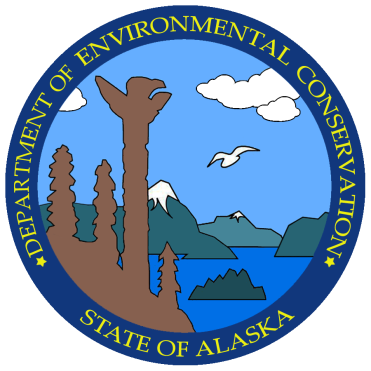 DEPARTMENT OF ENVIRONMENTAL CONSERVATION
STATE OF ALASKA